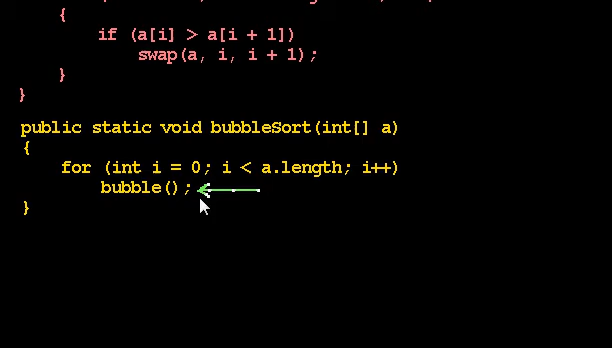 {
if (a[i] > a[i + 1])
swap(a, i, i + 1);
}
}
public static void bubbleSort(int[] a)
{
for (int i = 0; i < a.length; i++)
bubble();
}